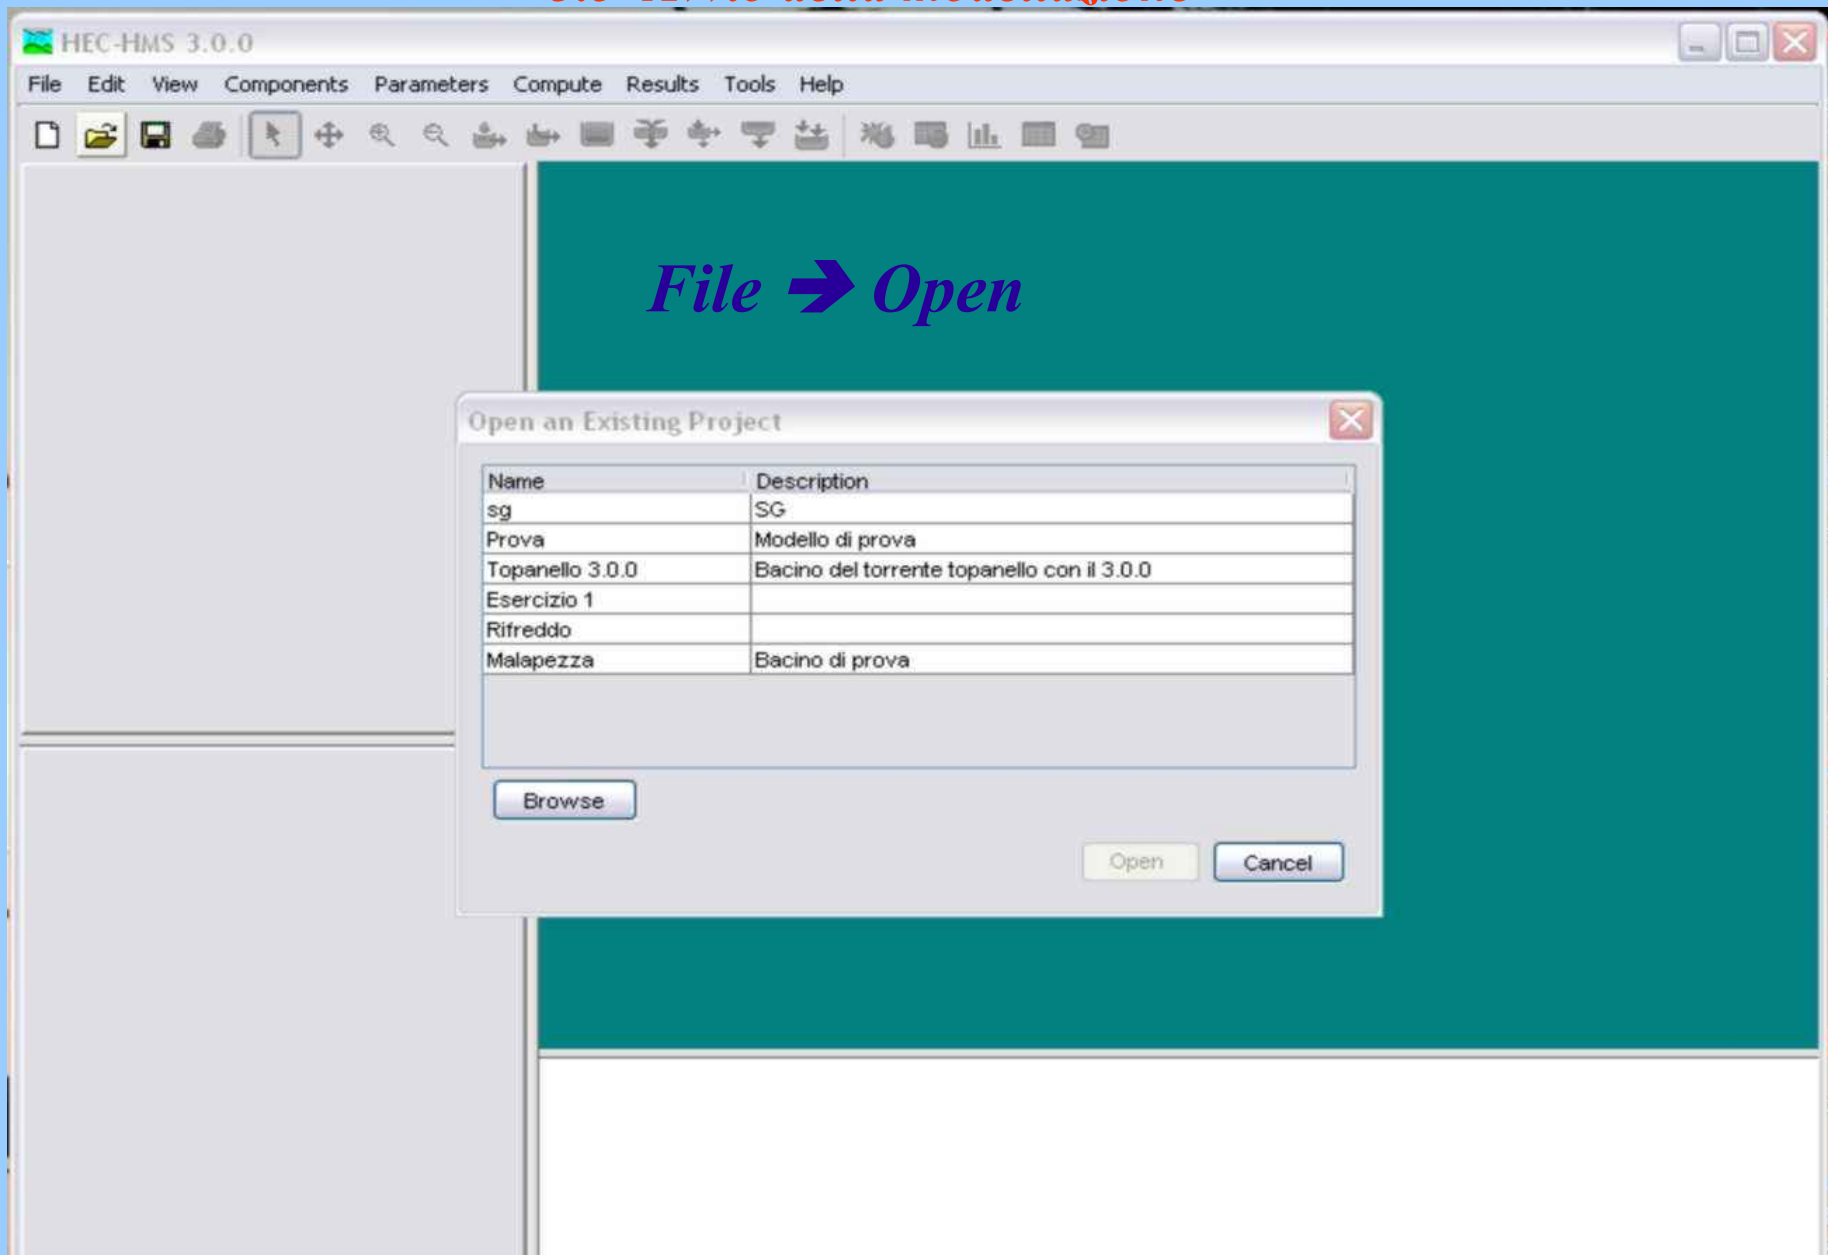 della modellazione
HEC-HMS 3.0.0
File Edit View Components Parameters Compute Results Tools Help
File ➔ Open
Open an Existing Project
Name Description
sg SG
Prova Modello di prova
Topanello 3.0.0 Bacino del torrente topanello con il 3.0.0
Esercizio 1
Rifreddo
Malapezza Bacino di prova
Browse
Open Cancel